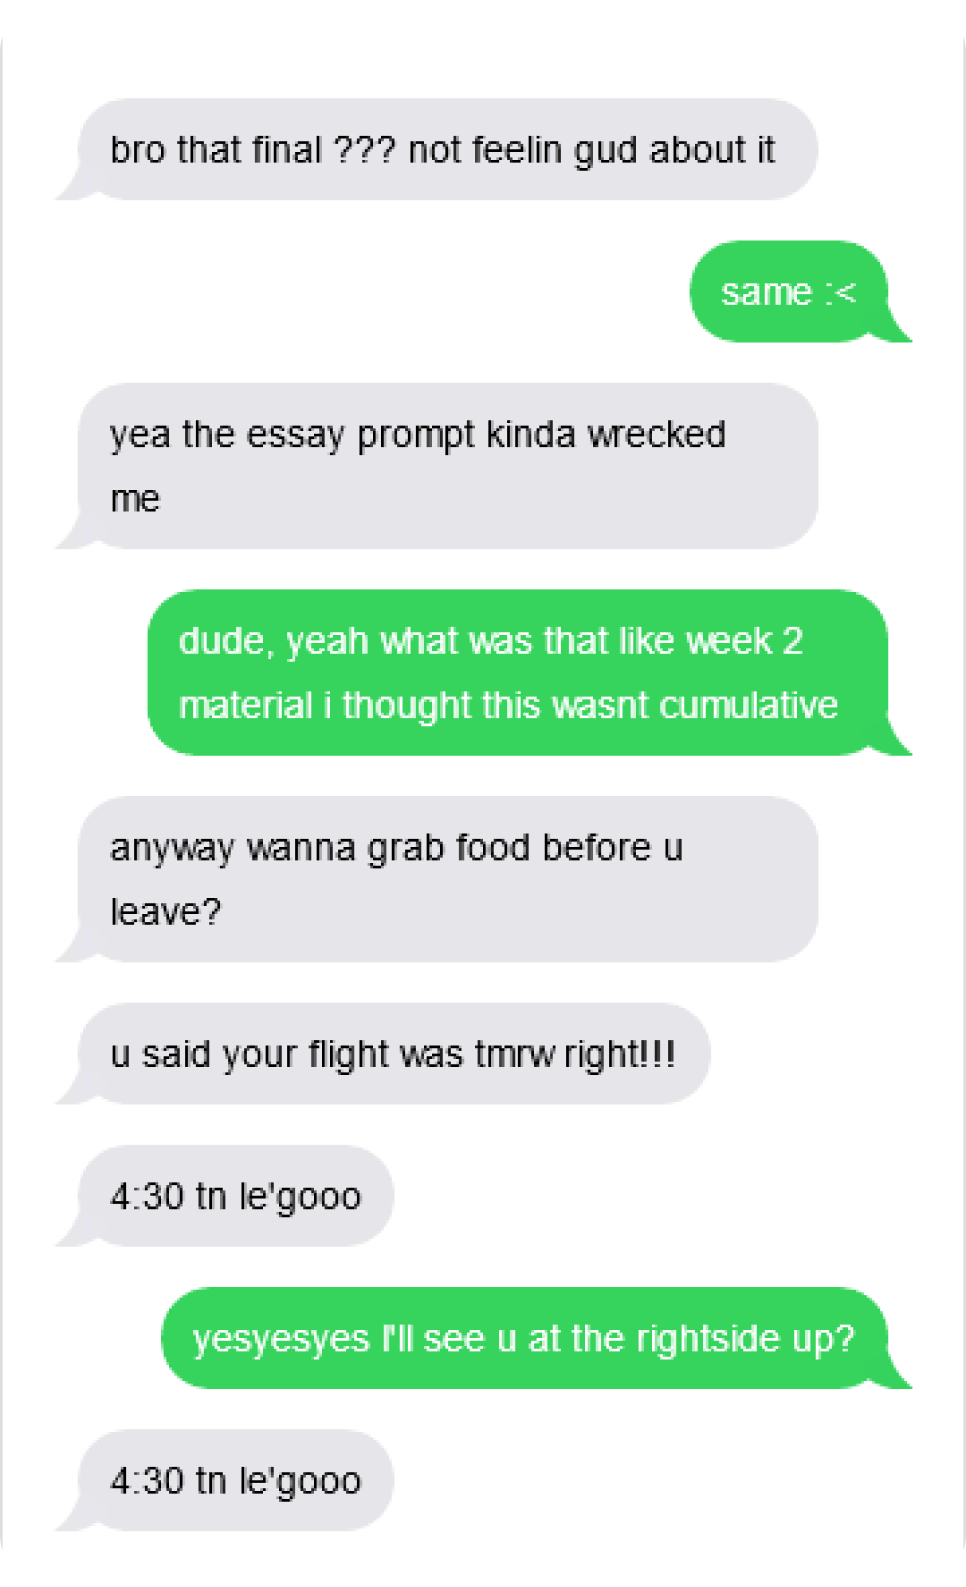 bro that final ??? not feelin gud about it
same :<
yea the essay prompt kinda wrecked
me
dude, yeah what was that like week 2
material i thought this wasnt cumulative
anyway wanna grab food before u
leave?
u said your flight was tmrw right!!!
4:30 tn le'gooo
yesyesyes I'll see u at the rightside up?
4:30 tn le'gooo